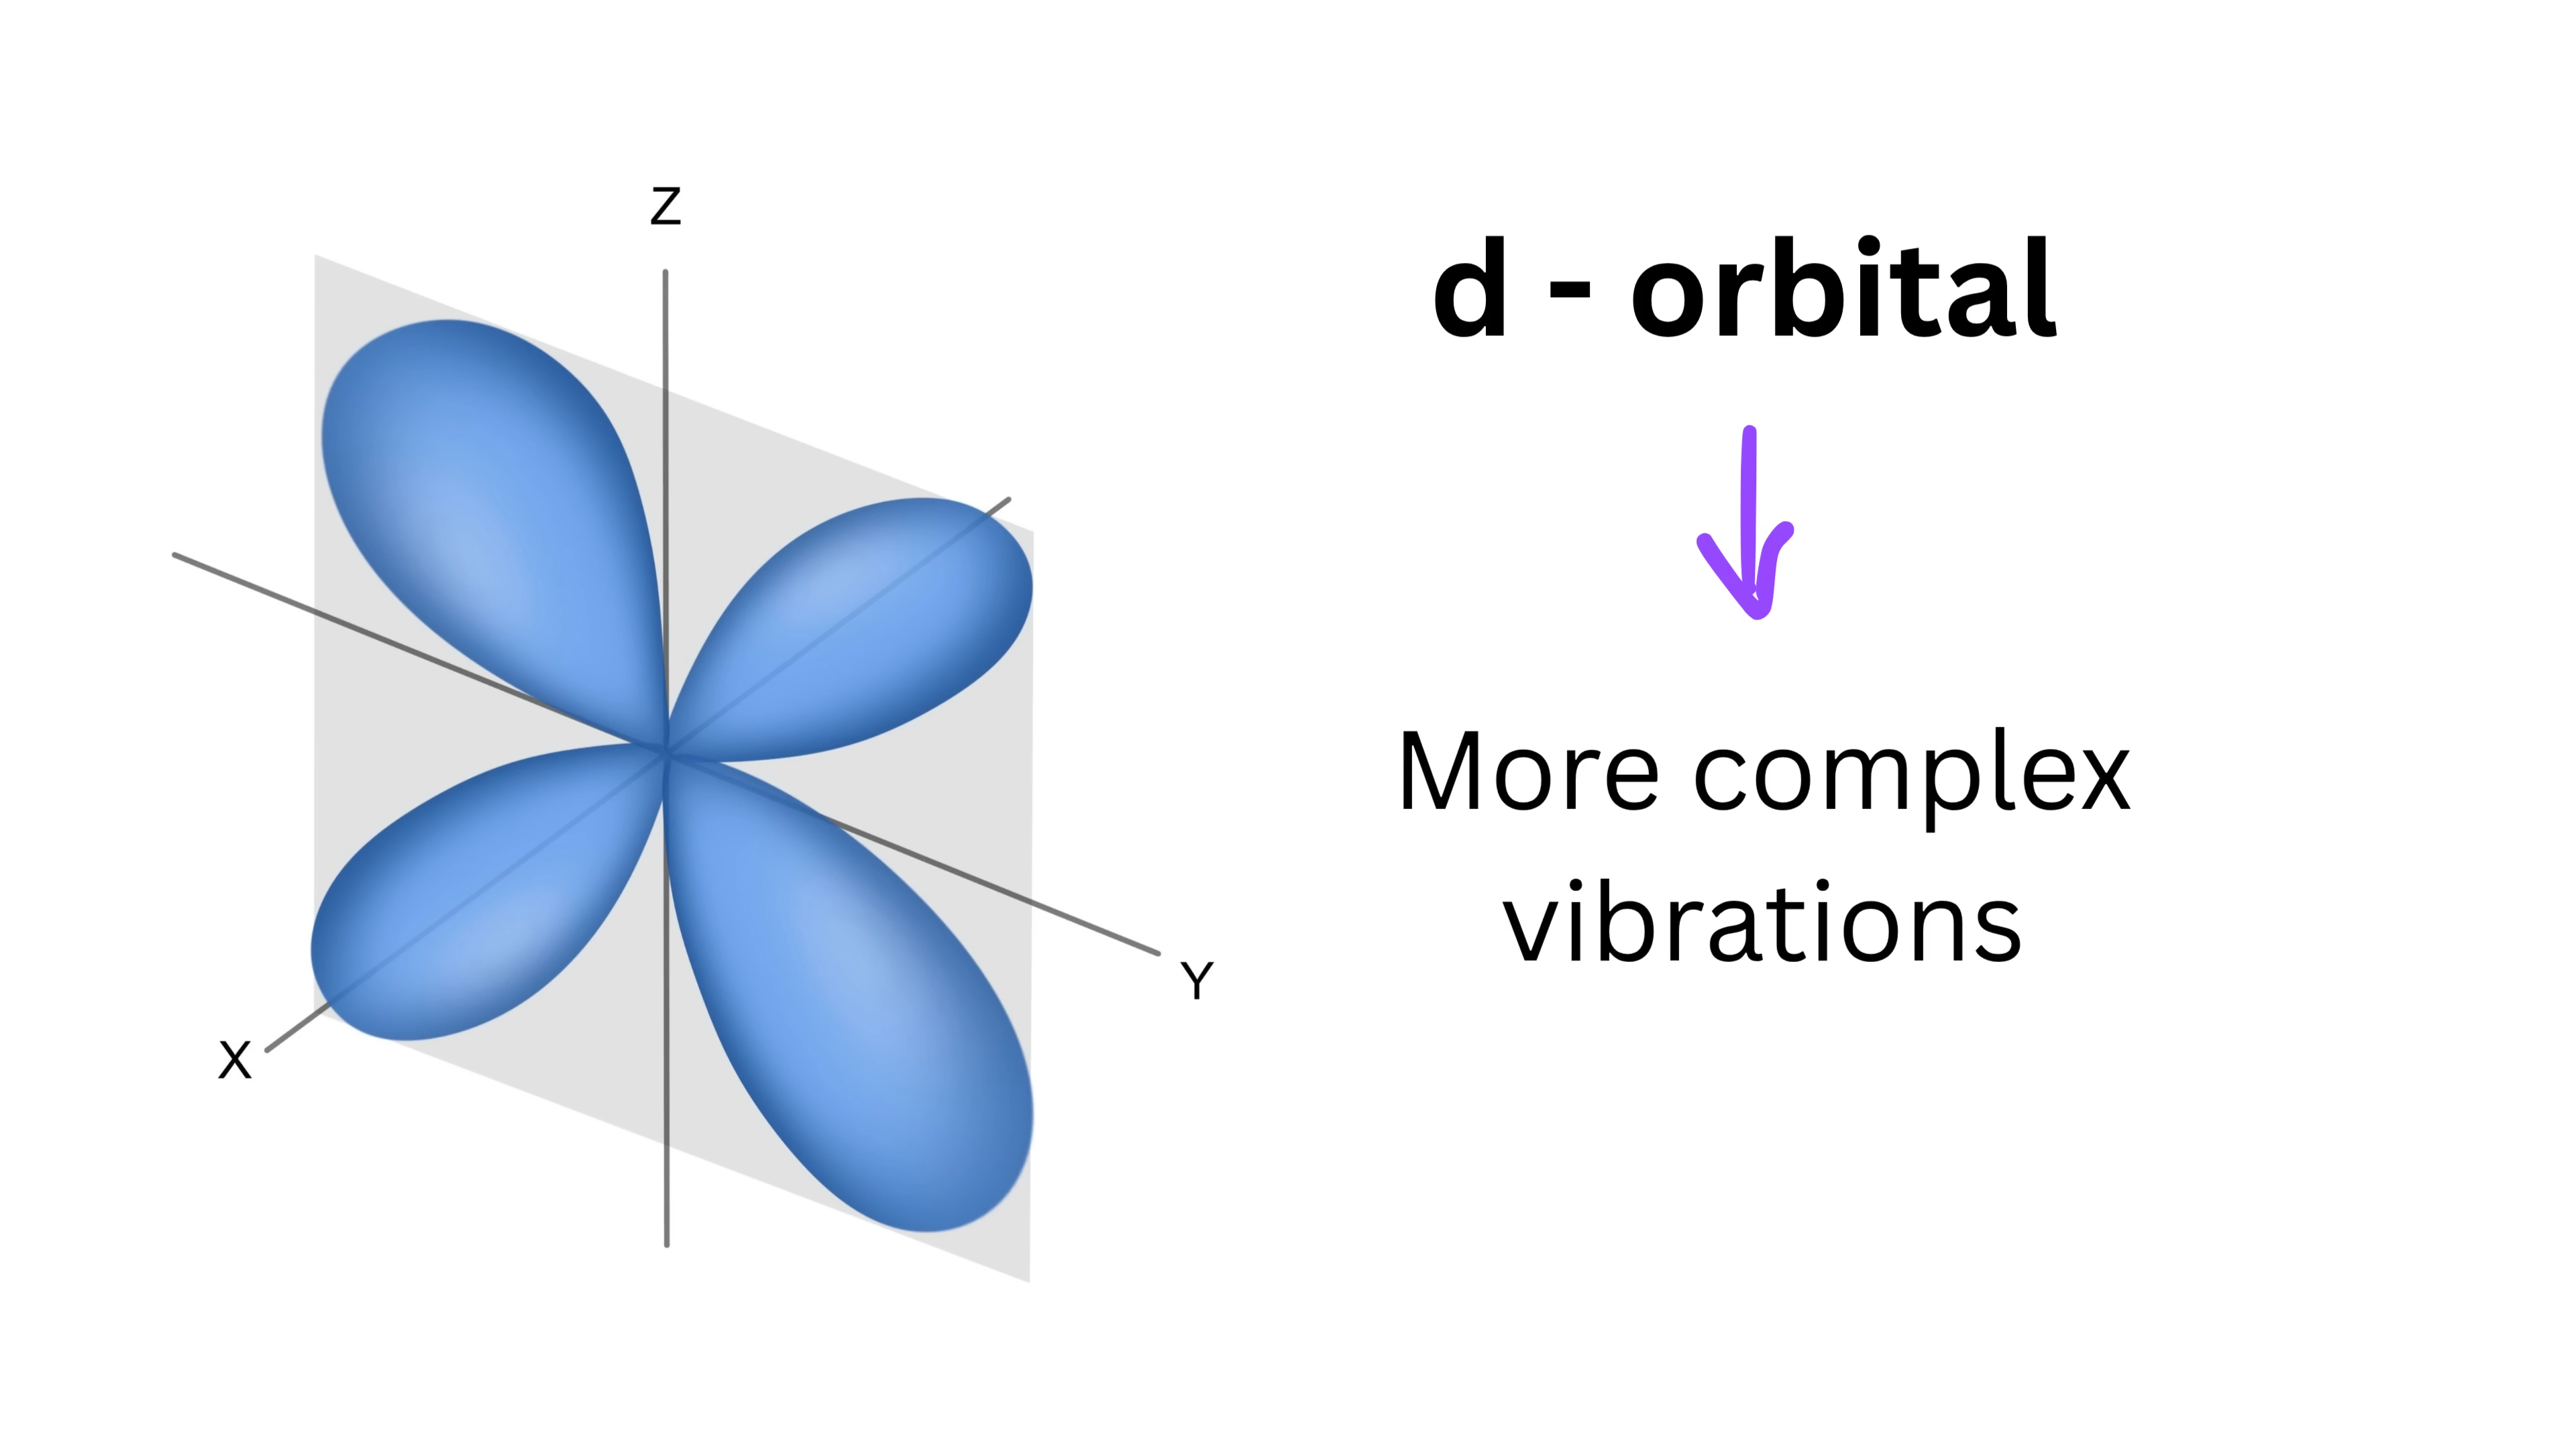 Z
d - orbital
More complex
vibrations
Y
X